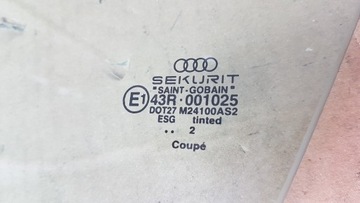 SEKURIT
"SAINT-GOBAIN"
E1 43R-001025
DOT27 M24100AS2
ESG tinted
.. 2
Coupé